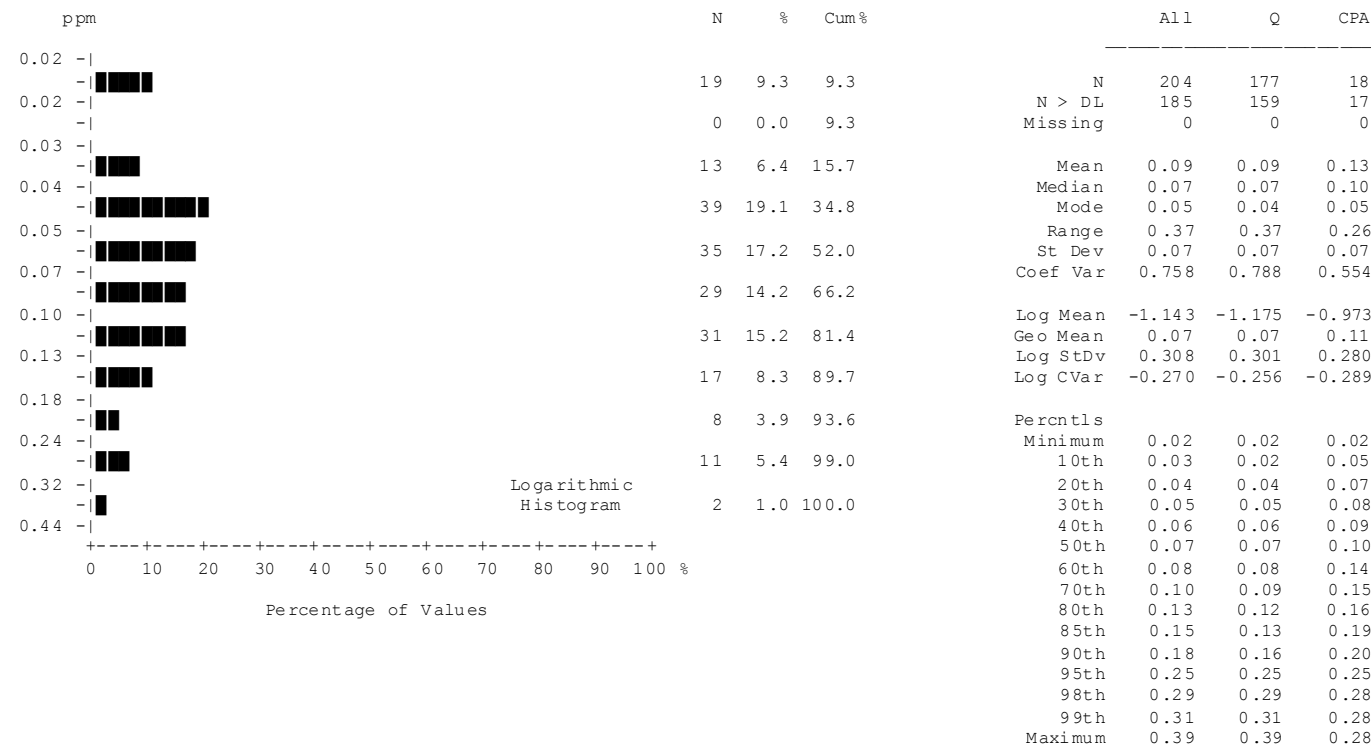 ppm N % Cum% All Q CPA
0.02 -|
-| 19 9.3 9.3 N 204 177 18
0.02 -| N > DL 185 159 17
-| 0 0.0 9.3 Missing 0 0 0
0.03 -|
-| 13 6.4 15.7 Mean 0.09 0.09 0.13
0.04 -| Median 0.07 0.07 0.10
-| 39 19.1 34.8 Mode 0.05 0.04 0.05
0.05 -| Range 0.37 0.37 0.26
-| 35 17.2 52.0 St Dev 0.07 0.07 0.07
0.07 -| Coef Var 0.758 0.788 0.554
-| 29 14.2 66.2
0.10 -| Log Mean -1.143 -1.175 -0.973
-| 31 15.2 81.4 Geo Mean 0.07 0.07 0.11
0.13 -| Log StDv 0.308 0.301 0.280
-| 17 8.3 89.7 Log CVar -0.270 -0.256 -0.289
0.18 -|
-| 8 3.9 93.6 Percntls
0.24 -| Minimum 0.02 0.02 0.02
-| 11 5.4 99.0 10th 0.03 0.02 0.05
0.32 -| Logarithmic 20th 0.04 0.04 0.07
-| Histogram 2 1.0 100.0 30th 0.05 0.05 0.08
0.44 -| 40th 0.06 0.06 0.09
+----+----+----+----+----+----+----+----+----+----+ 50th 0.07 0.07 0.10
0 10 20 30 40 50 60 70 80 90 100 % 60th 0.08 0.08 0.14
70th 0.10 0.09 0.15
Percentage of Values 80th 0.13 0.12 0.16
85th 0.15 0.13 0.19
90th 0.18 0.16 0.20
95th 0.25 0.25 0.25
98th 0.29 0.29 0.28
99th 0.31 0.31 0.28
Maximum 0.39 0.39 0.28